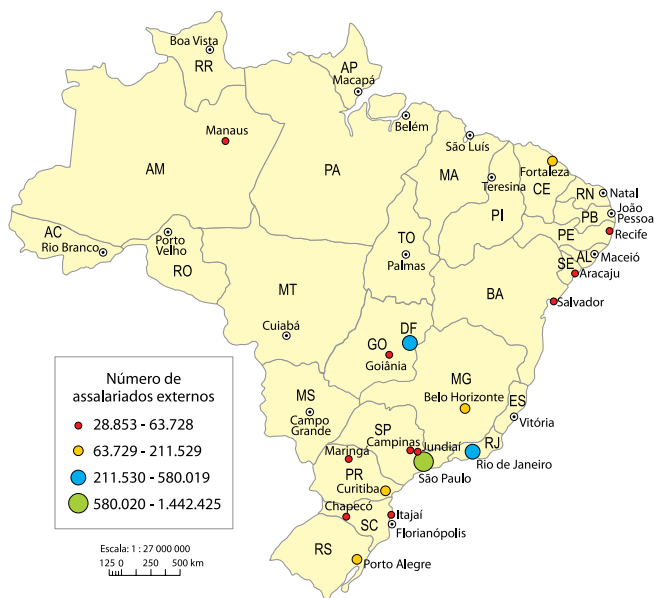 Boa Vista
RR
AP
Macapá
Manaus
Belém
São Luís
Fortaleza
AM
PA
MA
Teresina
CE
RN
Natal
João
Pessoa
PB
PI
PE
Recife
AC
Rio Branco
Porto
Velho
RO
TO
Palmas
AL
Maceió
SE
Aracaju
MT
BA
Salvador
Cuiabá
DF
GO
Goiânia
MG
Belo Horizonte
ES
Vitória
MS
Campo
Grande
SP
Campinas
Jundiaí
RJ
Rio de Janeiro
São Paulo
Maringá
PR
Curitiba
Chapecó
SC
Itajaí
Florianópolis
RS
Porto Alegre
Número de
assalariados externos
28.853 - 63.728
63.729 - 211.529
211.530 - 580.019
580.020 - 1.442.425
Escala: 1 : 27 000 000
125 0 250 500 km